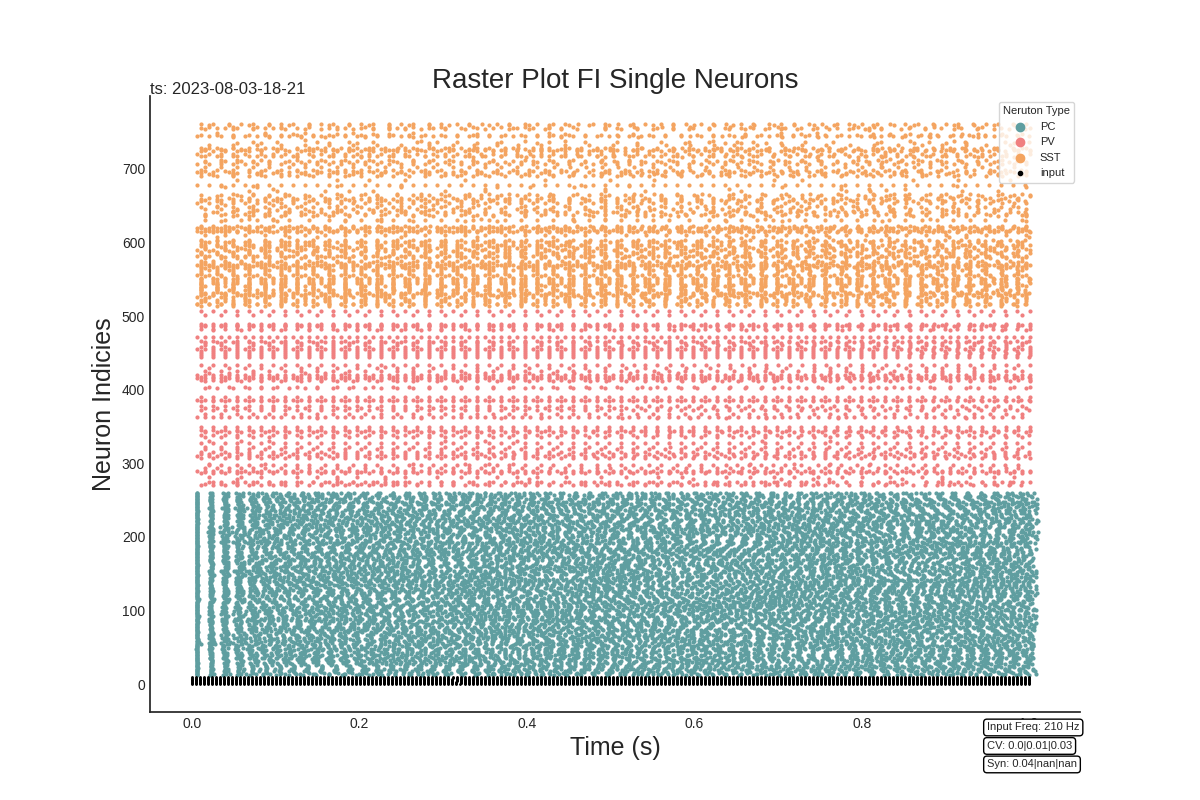 Raster Plot FI Single Neurons
ts: 2023-08-03-18-21
Neruton Type
PC
PV
SST
input
Neuron Indicies
700
600
500
400
300
200
100
0
0.0 0.2 0.4 0.6 0.8
Time (s)
Input Freq: 210 Hz
CV: 0.0|0.01|0.03
Syn: 0.04|nan|nan